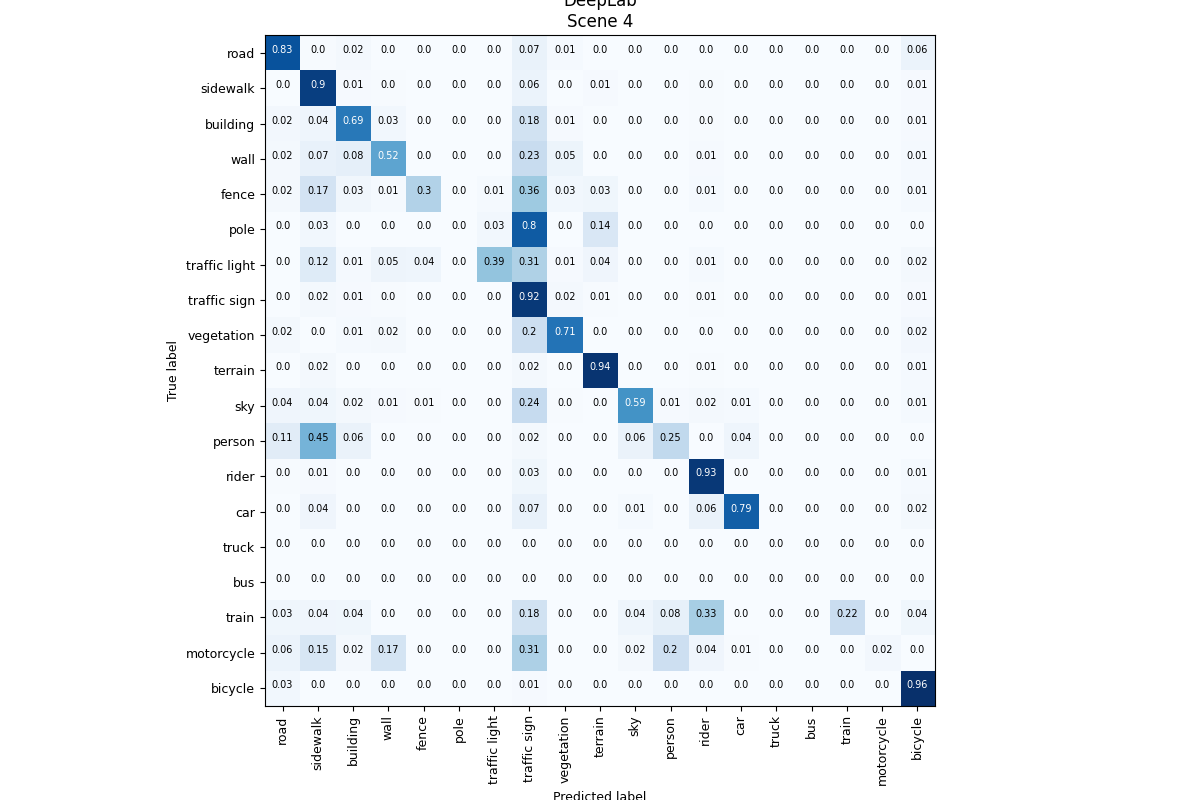 DeepLab
Scene 4
road 0.83 0.0 0.02 0.0 0.0 0.0 0.0 0.07 0.01 0.0 0.0 0.0 0.0 0.0 0.0 0.0 0.0 0.0 0.06
sidewalk 0.0 0.9 0.01 0.0 0.0 0.0 0.0 0.06 0.0 0.01 0.0 0.0 0.0 0.0 0.0 0.0 0.0 0.0 0.01
building 0.02 0.04 0.69 0.03 0.0 0.0 0.0 0.18 0.01 0.0 0.0 0.0 0.0 0.0 0.0 0.0 0.0 0.0 0.01
wall 0.02 0.07 0.08 0.52 0.0 0.0 0.0 0.23 0.05 0.0 0.0 0.0 0.01 0.0 0.0 0.0 0.0 0.0 0.01
fence 0.02 0.17 0.03 0.01 0.3 0.0 0.01 0.36 0.03 0.03 0.0 0.0 0.01 0.0 0.0 0.0 0.0 0.0 0.01
pole 0.0 0.03 0.0 0.0 0.0 0.0 0.03 0.8 0.0 0.14 0.0 0.0 0.0 0.0 0.0 0.0 0.0 0.0 0.0
traffic light 0.0 0.12 0.01 0.05 0.04 0.0 0.39 0.31 0.01 0.04 0.0 0.0 0.01 0.0 0.0 0.0 0.0 0.0 0.02
traffic sign 0.0 0.02 0.01 0.0 0.0 0.0 0.0 0.92 0.02 0.01 0.0 0.0 0.01 0.0 0.0 0.0 0.0 0.0 0.01
vegetation 0.02 0.0 0.01 0.02 0.0 0.0 0.0 0.2 0.71 0.0 0.0 0.0 0.0 0.0 0.0 0.0 0.0 0.0 0.02
terrain 0.0 0.02 0.0 0.0 0.0 0.0 0.0 0.02 0.0 0.94 0.0 0.0 0.01 0.0 0.0 0.0 0.0 0.0 0.01
sky 0.04 0.04 0.02 0.01 0.01 0.0 0.0 0.24 0.0 0.0 0.59 0.01 0.02 0.01 0.0 0.0 0.0 0.0 0.01
person 0.11 0.45 0.06 0.0 0.0 0.0 0.0 0.02 0.0 0.0 0.06 0.25 0.0 0.04 0.0 0.0 0.0 0.0 0.0
rider 0.0 0.01 0.0 0.0 0.0 0.0 0.0 0.03 0.0 0.0 0.0 0.0 0.93 0.0 0.0 0.0 0.0 0.0 0.01
car 0.0 0.04 0.0 0.0 0.0 0.0 0.0 0.07 0.0 0.0 0.01 0.0 0.06 0.79 0.0 0.0 0.0 0.0 0.02
truck 0.0 0.0 0.0 0.0 0.0 0.0 0.0 0.0 0.0 0.0 0.0 0.0 0.0 0.0 0.0 0.0 0.0 0.0 0.0
bus 0.0 0.0 0.0 0.0 0.0 0.0 0.0 0.0 0.0 0.0 0.0 0.0 0.0 0.0 0.0 0.0 0.0 0.0 0.0
train 0.03 0.04 0.04 0.0 0.0 0.0 0.0 0.18 0.0 0.0 0.04 0.08 0.33 0.0 0.0 0.0 0.22 0.0 0.04
motorcycle 0.06 0.15 0.02 0.17 0.0 0.0 0.0 0.31 0.0 0.0 0.02 0.2 0.04 0.01 0.0 0.0 0.0 0.02 0.0
bicycle 0.03 0.0 0.0 0.0 0.0 0.0 0.0 0.01 0.0 0.0 0.0 0.0 0.0 0.0 0.0 0.0 0.0 0.0 0.96
True label
road sidewalk building wall fence pole traffic light traffic sign vegetation terrain sky person rider car truck bus train motorcycle bicycle
Predicted label